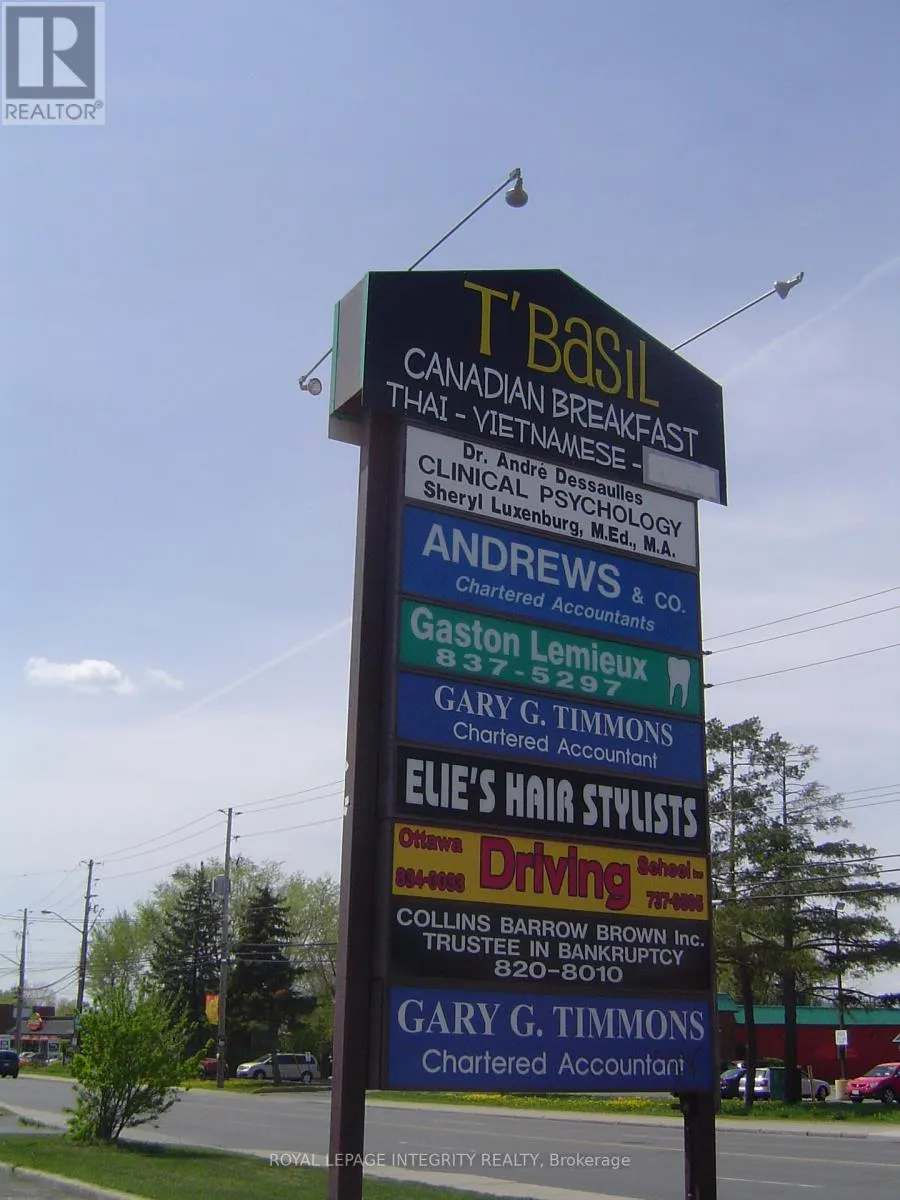 REALTOR®
T'BasiL
CANADIAN BREAKFAST
THAI - VIETNAMESE -
Dr. André Dessaulles
CLINICAL PSYCHOLOGY
Sheryl Luxenburg, M.Ed., M.A.
ANDREWS & CO.
Chartered Accountants
Gaston Lemieux
837-5297
GARY G. TIMMONS
Chartered Accountant
ELIE'S HAIR STYLISTS
Ottawa Driving School Inc
COLLINS BARROW BROWN Inc.
TRUSTEE IN BANKRUPTCY
820-8010
GARY G. TIMMONS
Chartered Accountant
ROYAL LEPAGE INTEGRITY REALTY, Brokerage